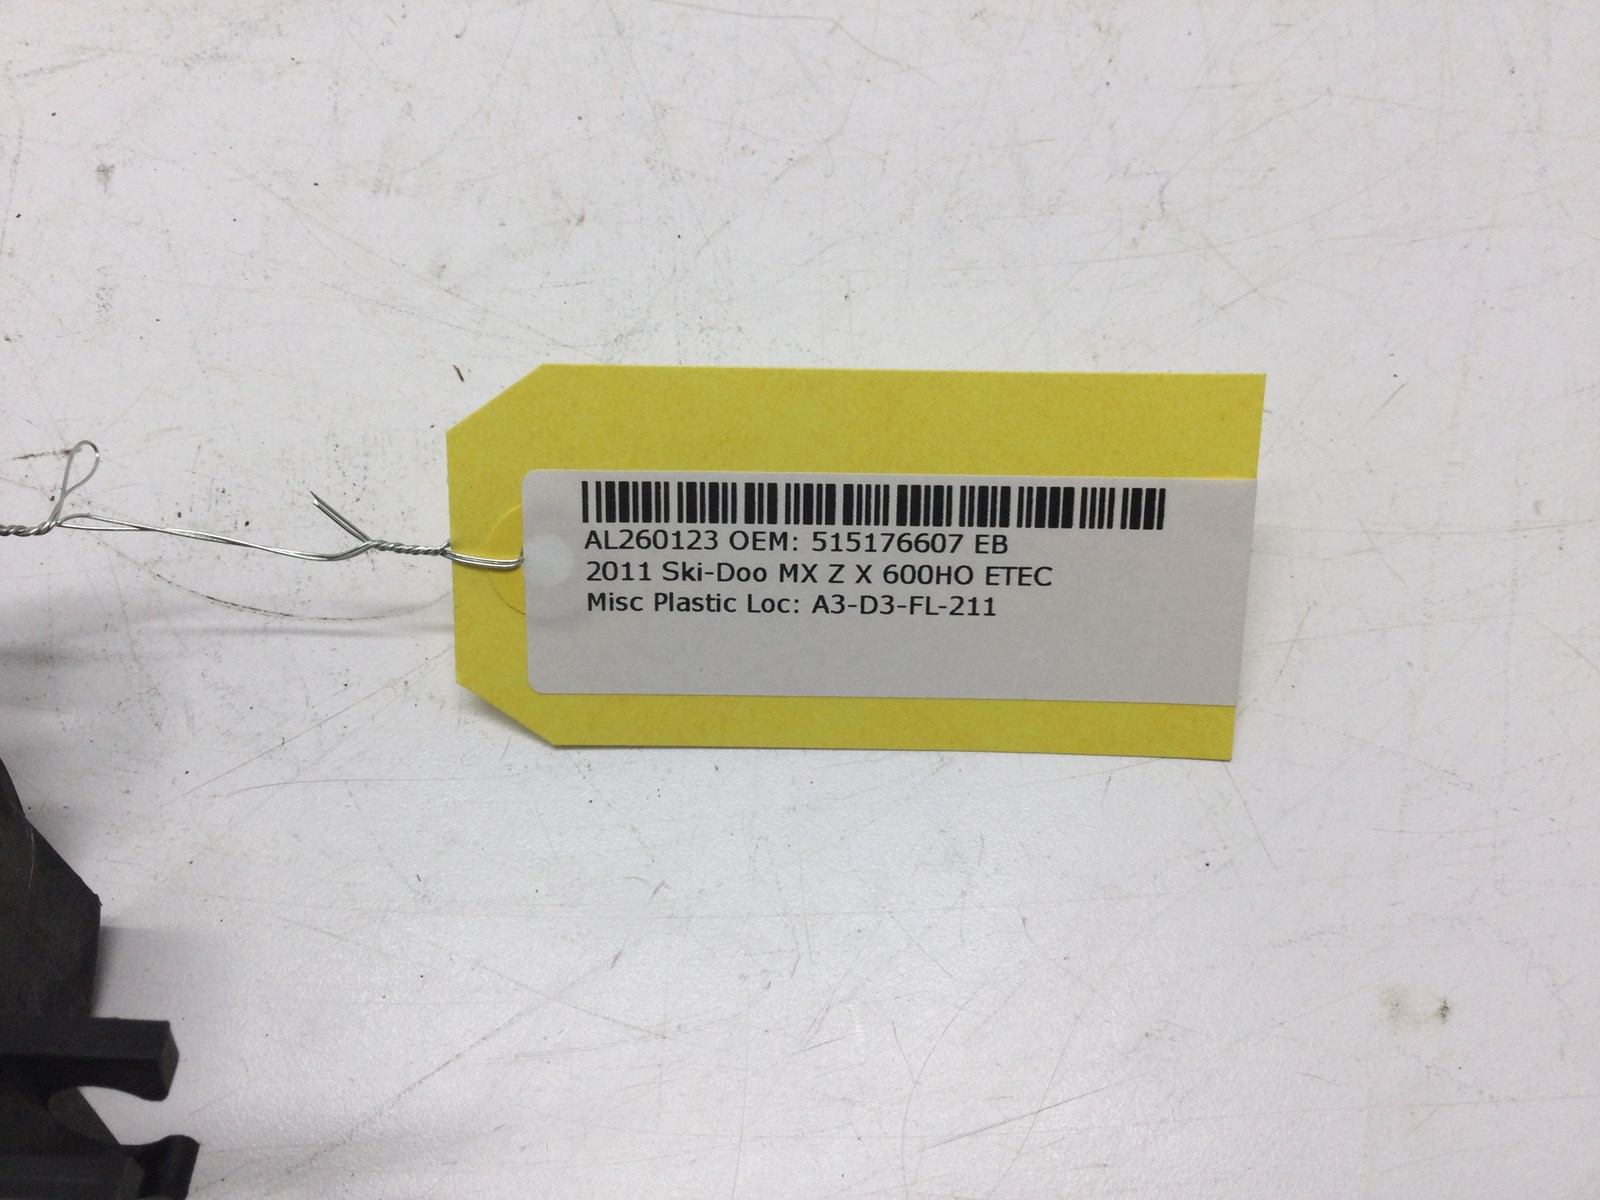 AL260123 OEM: 515176607 EB
2011 Ski-Doo MX Z X 600HO ETEC
Misc Plastic Loc: A3-D3-FL-211